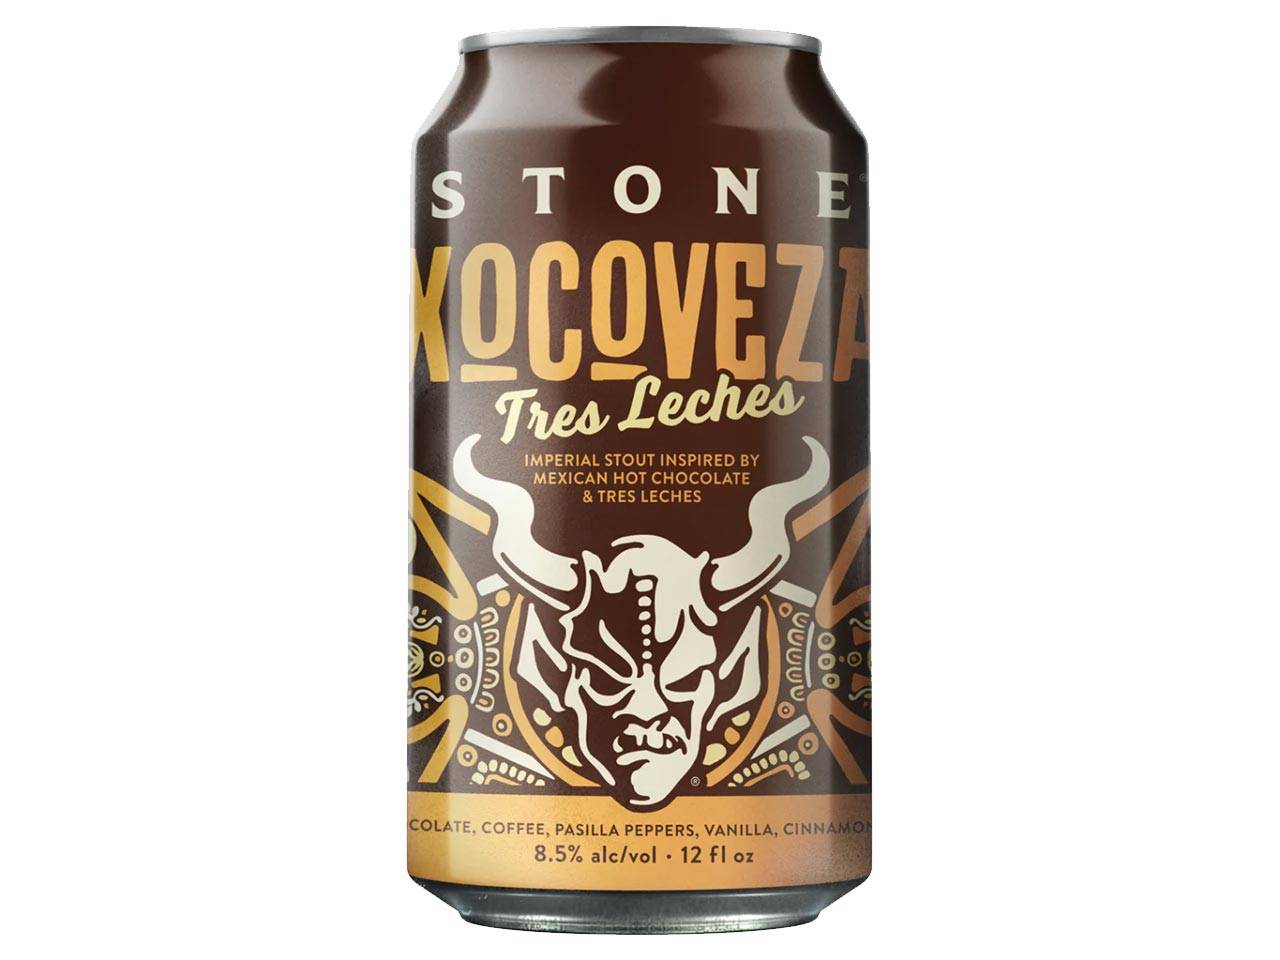 STONE®
XOCOVEZA
Tres Leches
IMPERIAL STOUT INSPIRED BY
MEXICAN HOT CHOCOLATE
& TRES LECHES
®
COLATE, COFFEE, PASILLA PEPPERS, VANILLA, CINNAMON
8.5% alc/vol • 12 fl oz